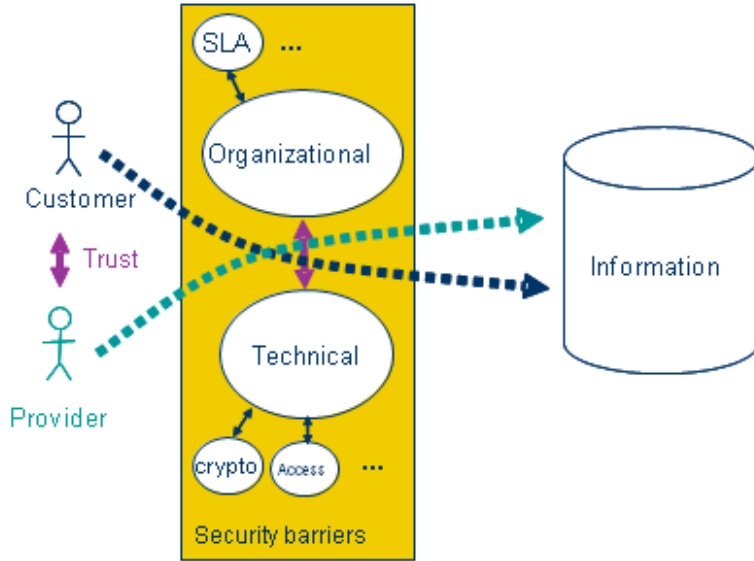 SLA
...
Organizational
Customer
Trust
Information
Technical
Provider
crypto
Access
...
Security barriers